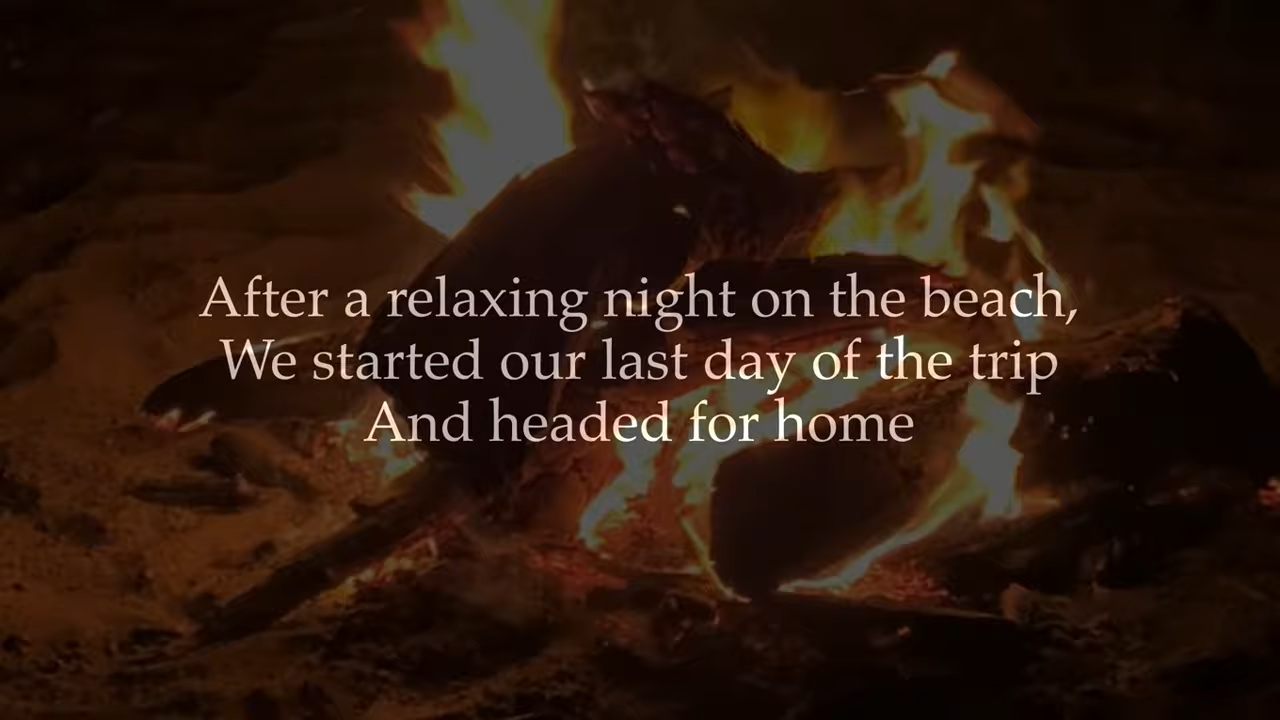 After a relaxing night on the beach,
We started our last day of the trip
And headed for home